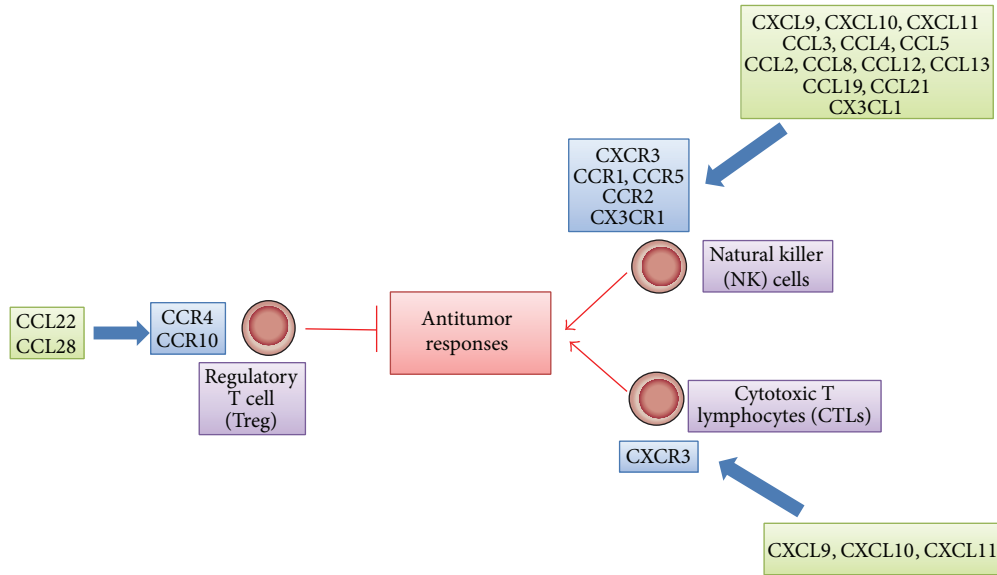 CXCL9, CXCL10, CXCL11
CCL3, CCL4, CCL5
CCL2, CCL8, CCL12, CCL13
CCL19, CCL21
CX3CL1
CXCR3
CCR1, CCR5
CCR2
CX3CR1
Natural killer
(NK) cells
CCL22
CCL28
CCR4
CCR10
Regulatory
T cell
(Treg)
Antitumor
responses
Cytotoxic T
lymphocytes (CTLs)
CXCR3
CXCL9, CXCL10, CXCL11